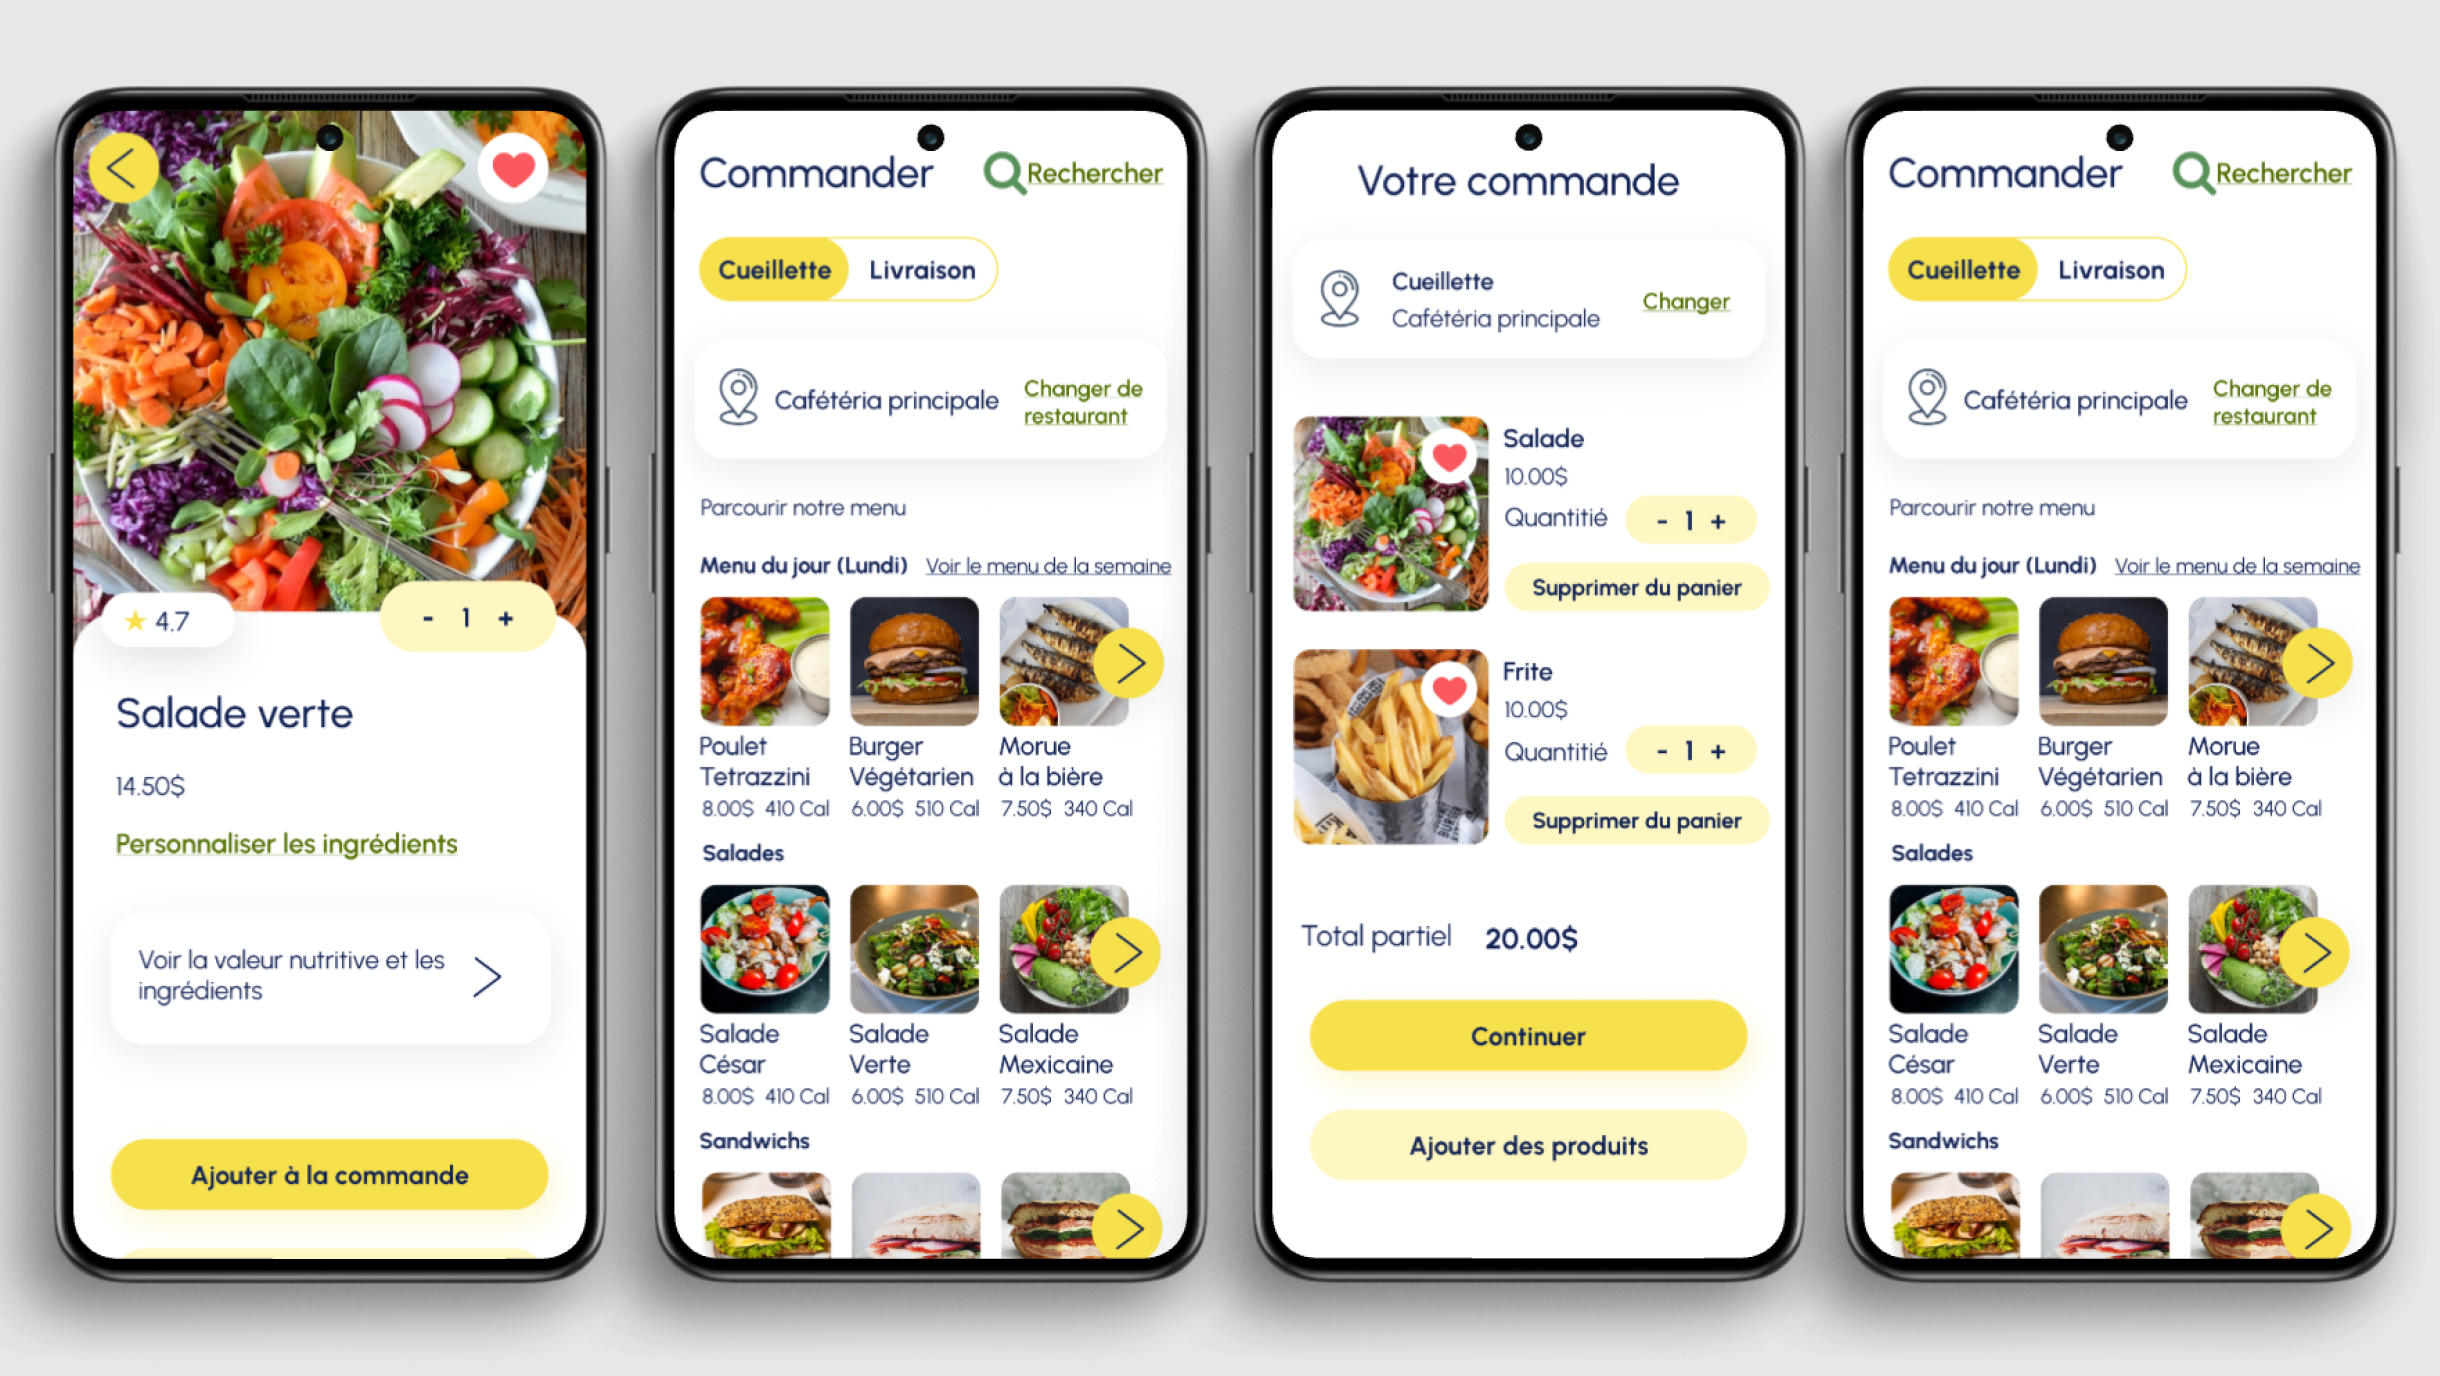 4.7
- 1 +
Salade verte
14.50$
Personnaliser les ingrédients
Voir la valeur nutritive et les
ingrédients
Ajouter à la commande
Commander
Rechercher
Cueillette Livraison
Cafétéria principale
Changer de
restaurant
Parcourir notre menu
Menu du jour (Lundi) Voir le menu de la semaine
Poulet
Tetrazzini
8.00$ 410 Cal
Burger
Végétarien
6.00$ 510 Cal
Morue
à la bière
7.50$ 340 Cal
Salades
Salade
César
8.00$ 410 Cal
Salade
Verte
6.00$ 510 Cal
Salade
Mexicaine
7.50$ 340 Cal
Sandwichs
Votre commande
Cueillette
Cafétéria principale
Changer
Salade
10.00$
Quantitié - 1 +
Supprimer du panier
Frite
10.00$
Quantitié - 1 +
Supprimer du panier
Total partiel 20.00$
Continuer
Ajouter des produits
Commander
Rechercher
Cueillette Livraison
Cafétéria principale
Changer de
restaurant
Parcourir notre menu
Menu du jour (Lundi) Voir le menu de la semaine
Poulet
Tetrazzini
8.00$ 410 Cal
Burger
Végétarien
6.00$ 510 Cal
Morue
à la bière
7.50$ 340 Cal
Salades
Salade
César
8.00$ 410 Cal
Salade
Verte
6.00$ 510 Cal
Salade
Mexicaine
7.50$ 340 Cal
Sandwichs